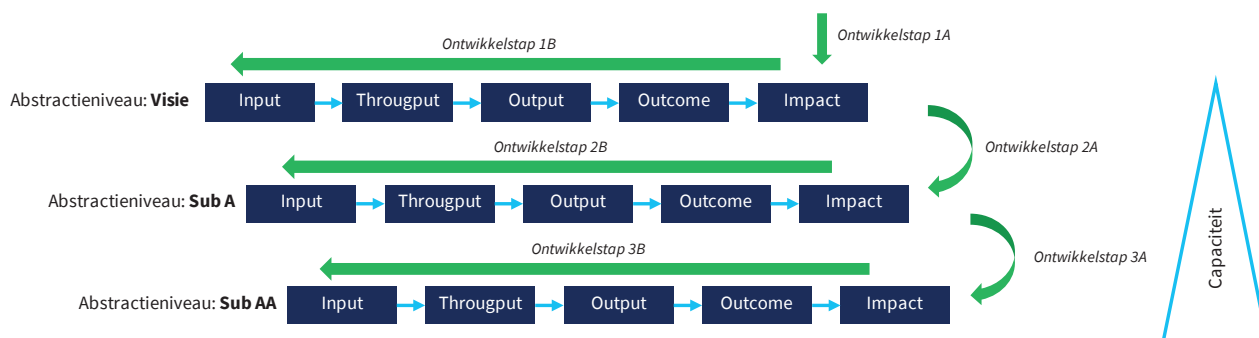 Ontwikkelstap 1A
Ontwikkelstap 1B
Abstractieniveau: Visie
Input
Througput
Output
Outcome
Impact
Ontwikkelstap 2A
Ontwikkelstap 2B
Abstractieniveau: Sub A
Input
Througput
Output
Outcome
Impact
Ontwikkelstap 3A
Ontwikkelstap 3B
Abstractieniveau: Sub AA
Input
Througput
Output
Outcome
Impact
Capaciteit